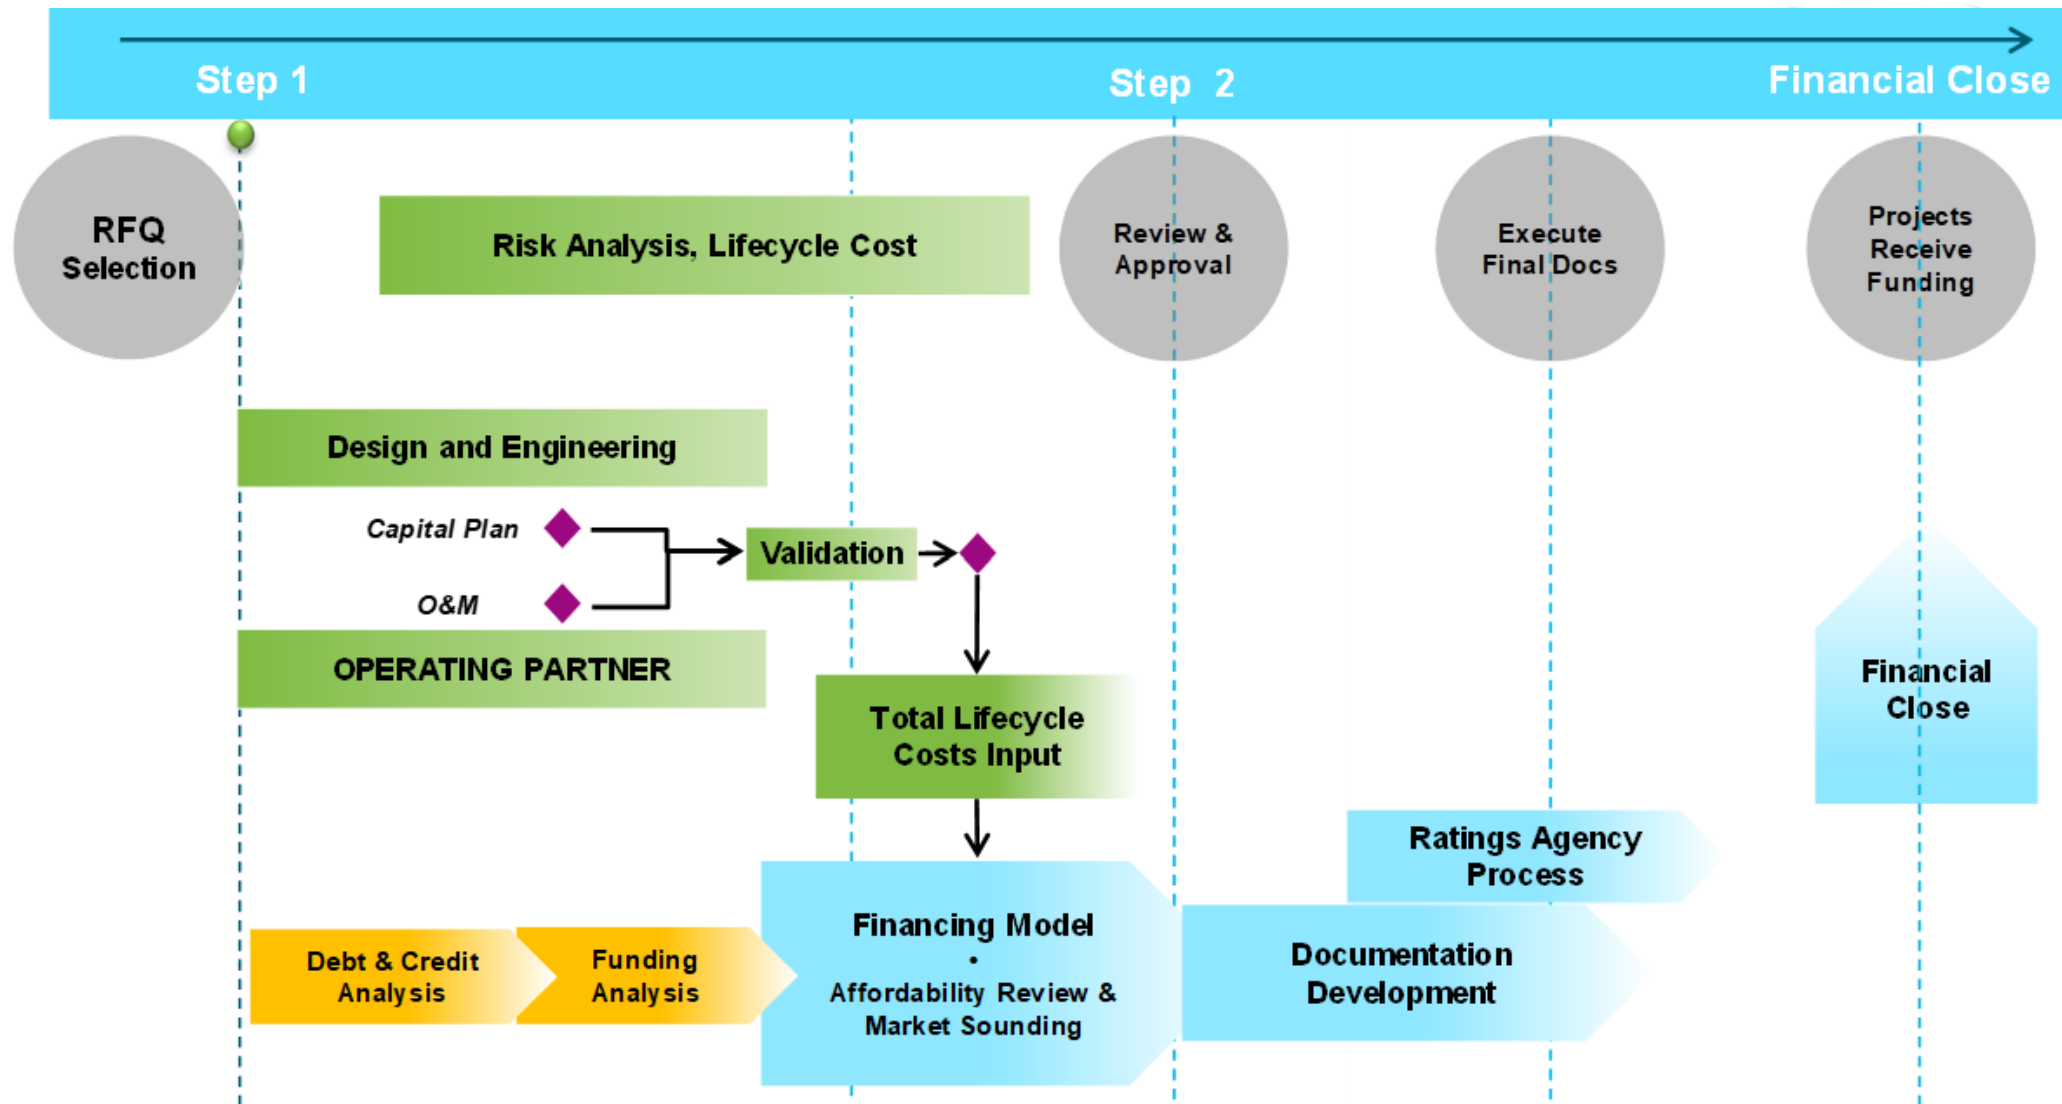 Step 1
Step 2
Financial Close
RFQ
Selection
Risk Analysis, Lifecycle Cost
Review &
Approval
Execute
Final Docs
Projects
Receive
Funding
Design and Engineering
Capital Plan
Validation
O&M
OPERATING PARTNER
Total Lifecycle
Costs Input
Financial
Close
Ratings Agency
Process
Debt & Credit
Analysis
Funding
Analysis
Financing Model
•
Affordability Review &
Market Sounding
Documentation
Development